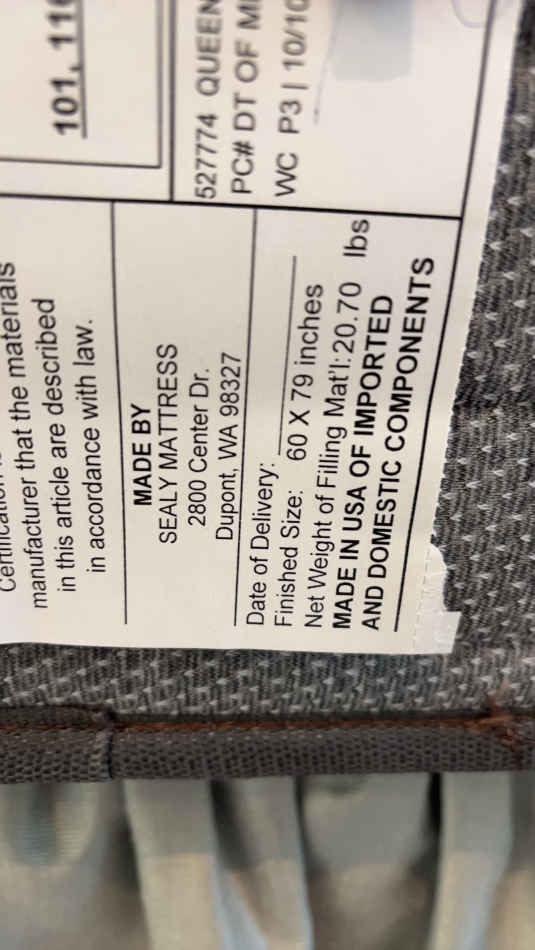 101, 116
527774 QUEEN
PC# DT OF
WC P3 | 10/10
manufacturer that the materials
in this article are described
in accordance with law.
MADE BY
SEALY MATTRESS
2800 Center Dr.
Dupont, WA 98327
Date of Delivery:
Finished Size: 60 X 79 inches
Net Weight of Filling Mat'l: 20.70 lbs
MADE IN USA OF IMPORTED
AND DOMESTIC COMPONENTS